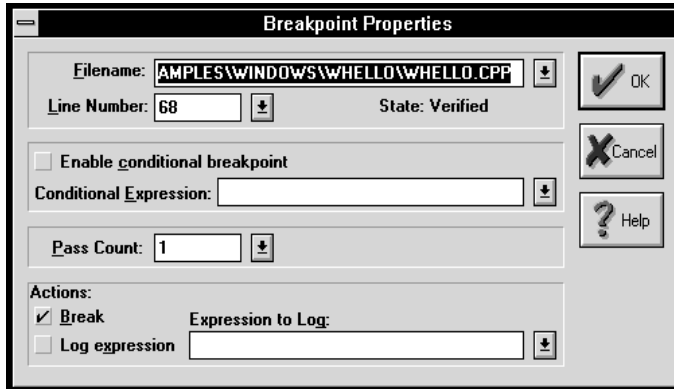 Breakpoint Properties
Filename: AMPLES\WINDOWS\WHELLO\WHELLO.CPP
Line Number: 68 State: Verified
OK
Enable conditional breakpoint
Cancel
Conditional Expression:
Help
Pass Count: 1
Actions:
Break Expression to Log:
Log expression